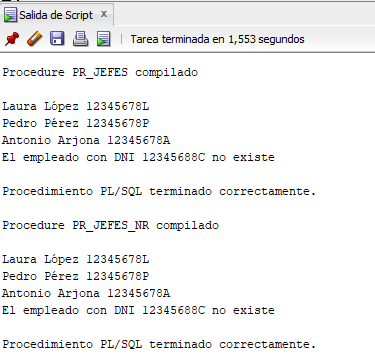 Salida de Script x
Tarea terminada en 1,553 segundos
Procedure PR_JEFES compilado
Laura López 12345678L
Pedro Pérez 12345678P
Antonio Arjona 12345678A
El empleado con DNI 12345688C no existe
Procedimiento PL/SQL terminado correctamente.
Procedure PR_JEFES_NR compilado
Laura López 12345678L
Pedro Pérez 12345678P
Antonio Arjona 12345678A
El empleado con DNI 12345688C no existe
Procedimiento PL/SQL terminado correctamente.